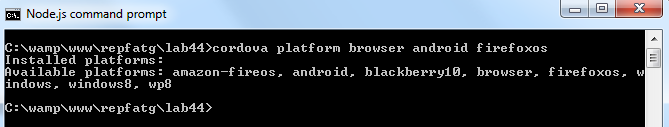 Node.js command prompt
C:\wamp\www\repfatg\lab44>cordova platform browser android firefoxos
Installed platforms:
Available platforms: amazon-fireos, android, blackberry10, browser, firefoxos, w
indows, windows8, wp8
C:\wamp\www\repfatg\lab44>